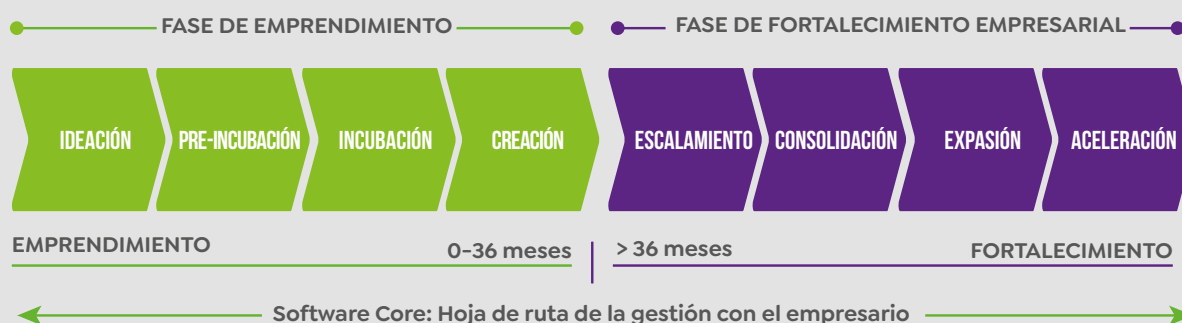 FASE DE EMPRENDIMIENTO
FASE DE FORTALECIMIENTO EMPRESARIAL
IDEACIÓN
PRE-INCUBACIÓN
INCUBACIÓN
CREACIÓN
ESCALAMIENTO
CONSOLIDACIÓN
EXPASIÓN
ACELERACIÓN
EMPRENDIMIENTO
0-36 meses
> 36 meses
FORTALECIMIENTO
Software Core: Hoja de ruta de la gestión con el empresario